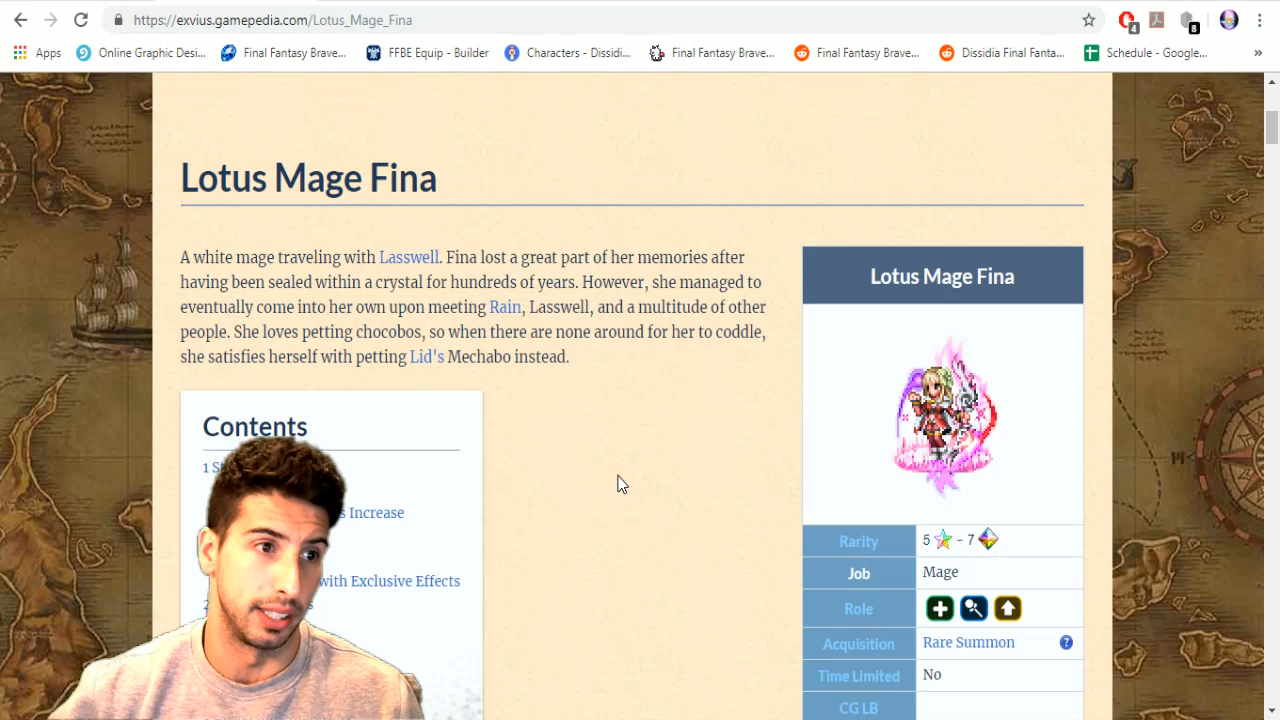 https://exvius.gamepedia.com/Lotus_Mage_Fina
4
8
Apps
Online Graphic Desi...
Final Fantasy Brave...
FFBE Equip - Builder
Characters - Dissidi...
Final Fantasy Brave...
Final Fantasy Brave...
Dissidia Final Fanta...
Schedule - Google...
»
Lotus Mage Fina
A white mage traveling with Lasswell. Fina lost a great part of her memories after
having been sealed within a crystal for hundreds of years. However, she managed to
eventually come into her own upon meeting Rain, Lasswell, and a multitude of other
people. She loves petting chocobos, so when there are none around for her to coddle,
she satisfies herself with petting Lid's Mechabo instead.
Contents
1
s Increase
with Exclusive Effects
Lotus Mage Fina
Rarity 5 - 7
Job Mage
Role
Acquisition Rare Summon ?
Time Limited No
CG LB